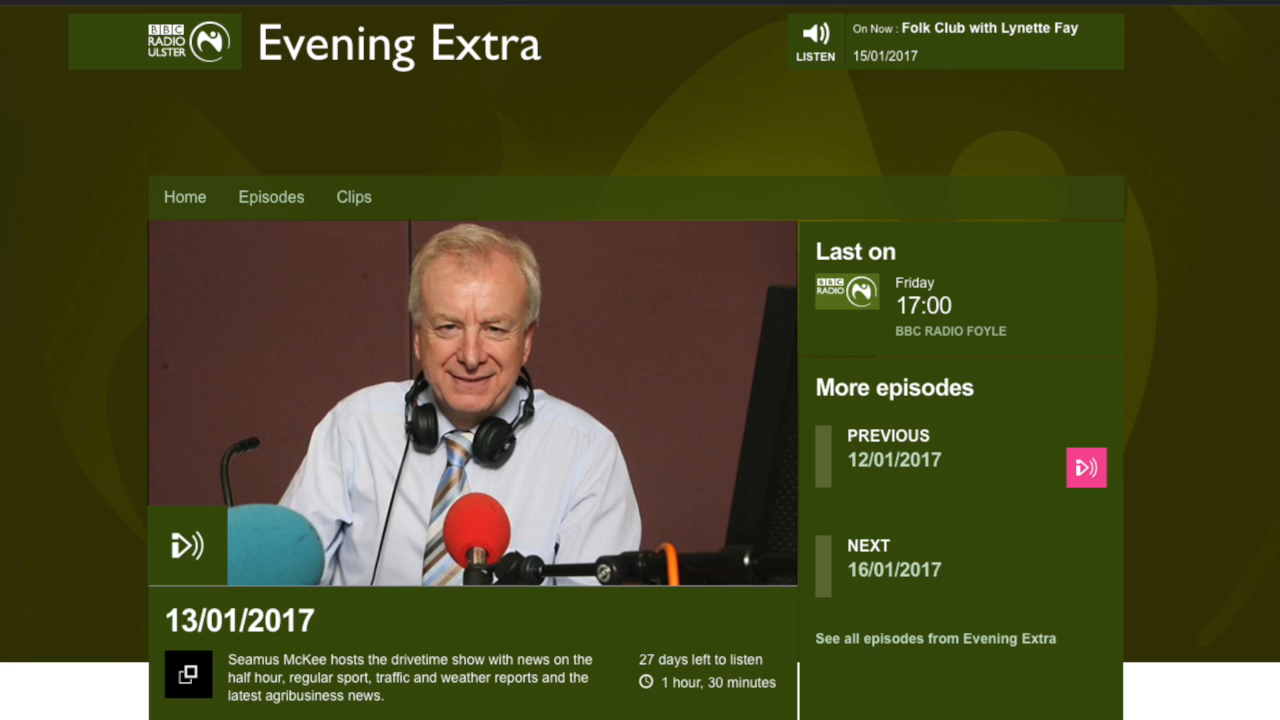 BBC
RADIO
ULSTER
Evening Extra
LISTEN
On Now : Folk Club with Lynette Fay
15/01/2017
Home Episodes Clips
Last on
BBC
RADIO
Friday
17:00
BBC RADIO FOYLE
More episodes
PREVIOUS
12/01/2017
NEXT
16/01/2017
See all episodes from Evening Extra
13/01/2017
Seamus McKee hosts the drivetime show with news on the
half hour, regular sport, traffic and weather reports and the
latest agribusiness news.
27 days left to listen
1 hour, 30 minutes